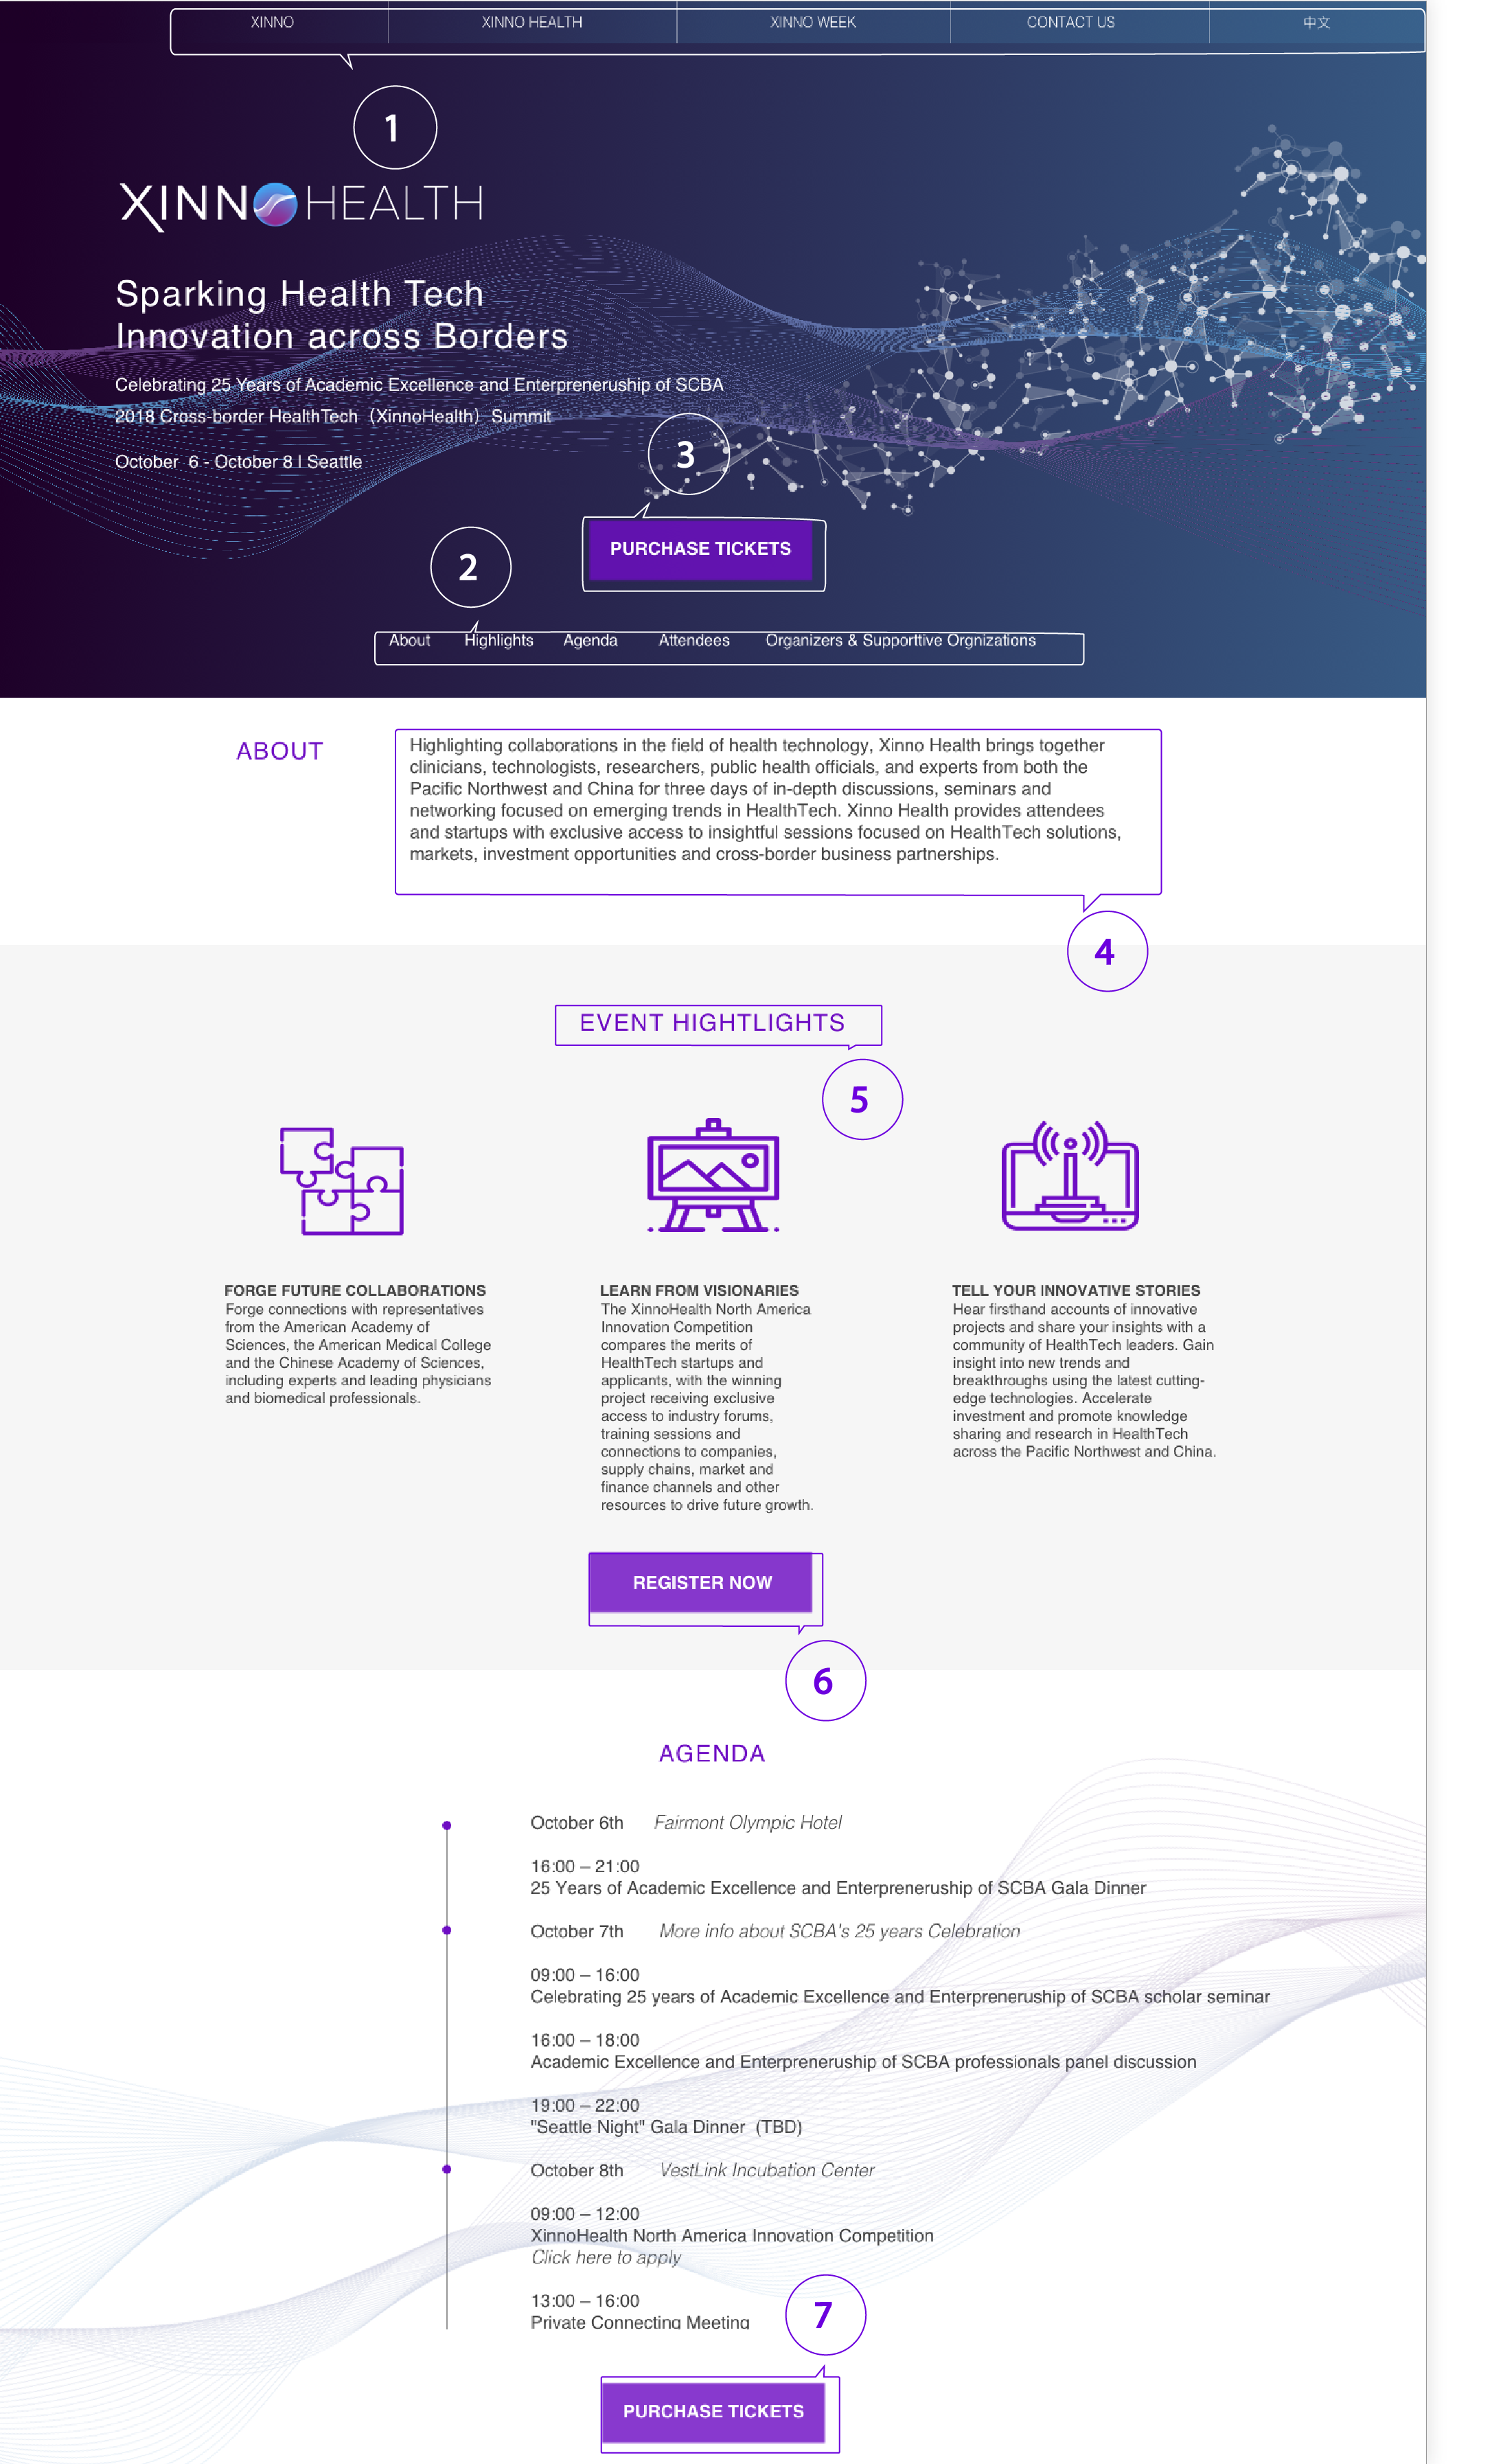 XINNO XINNO HEALTH XINNO WEEK CONTACT US 中文
1
XINNOHEALTH
Sparking Health Tech
Innovation across Borders
Celebrating 25 Years of Academic Excellence and Enterpreneruship of SCBA
2018 Cross-border HealthTech（XinnoHealth）Summit
October 6 - October 8 I Seattle
3
PURCHASE TICKETS
2
About Highlights Agenda Attendees Organizers & Supporttive Orgnizations
ABOUT
Highlighting collaborations in the field of health technology, Xinno Health brings together
clinicians, technologists, researchers, public health officials, and experts from both the
Pacific Northwest and China for three days of in-depth discussions, seminars and
networking focused on emerging trends in HealthTech. Xinno Health provides attendees
and startups with exclusive access to insightful sessions focused on HealthTech solutions,
markets, investment opportunities and cross-border business partnerships.
4
EVENT HIGHTLIGHTS
5
FORGE FUTURE COLLABORATIONS
Forge connections with representatives
from the American Academy of
Sciences, the American Medical College
and the Chinese Academy of Sciences,
including experts and leading physicians
and biomedical professionals.
LEARN FROM VISIONARIES
The XinnoHealth North America
Innovation Competition
compares the merits of
HealthTech startups and
applicants, with the winning
project receiving exclusive
access to industry forums,
training sessions and
connections to companies,
supply chains, market and
finance channels and other
resources to drive future growth.
TELL YOUR INNOVATIVE STORIES
Hear firsthand accounts of innovative
projects and share your insights with a
community of HealthTech leaders. Gain
insight into new trends and
breakthroughs using the latest cutting-
edge technologies. Accelerate
investment and promote knowledge
sharing and research in HealthTech
across the Pacific Northwest and China.
REGISTER NOW
6
AGENDA
October 6th Fairmont Olympic Hotel
16:00 – 21:00
25 Years of Academic Excellence and Enterpreneruship of SCBA Gala Dinner
October 7th More info about SCBA's 25 years Celebration
09:00 – 16:00
Celebrating 25 years of Academic Excellence and Enterpreneruship of SCBA scholar seminar
16:00 – 18:00
Academic Excellence and Enterpreneruship of SCBA professionals panel discussion
19:00 – 22:00
"Seattle Night" Gala Dinner (TBD)
October 8th VestLink Incubation Center
09:00 – 12:00
XinnoHealth North America Innovation Competition
Click here to apply
13:00 – 16:00
Private Connecting Meeting
7
PURCHASE TICKETS